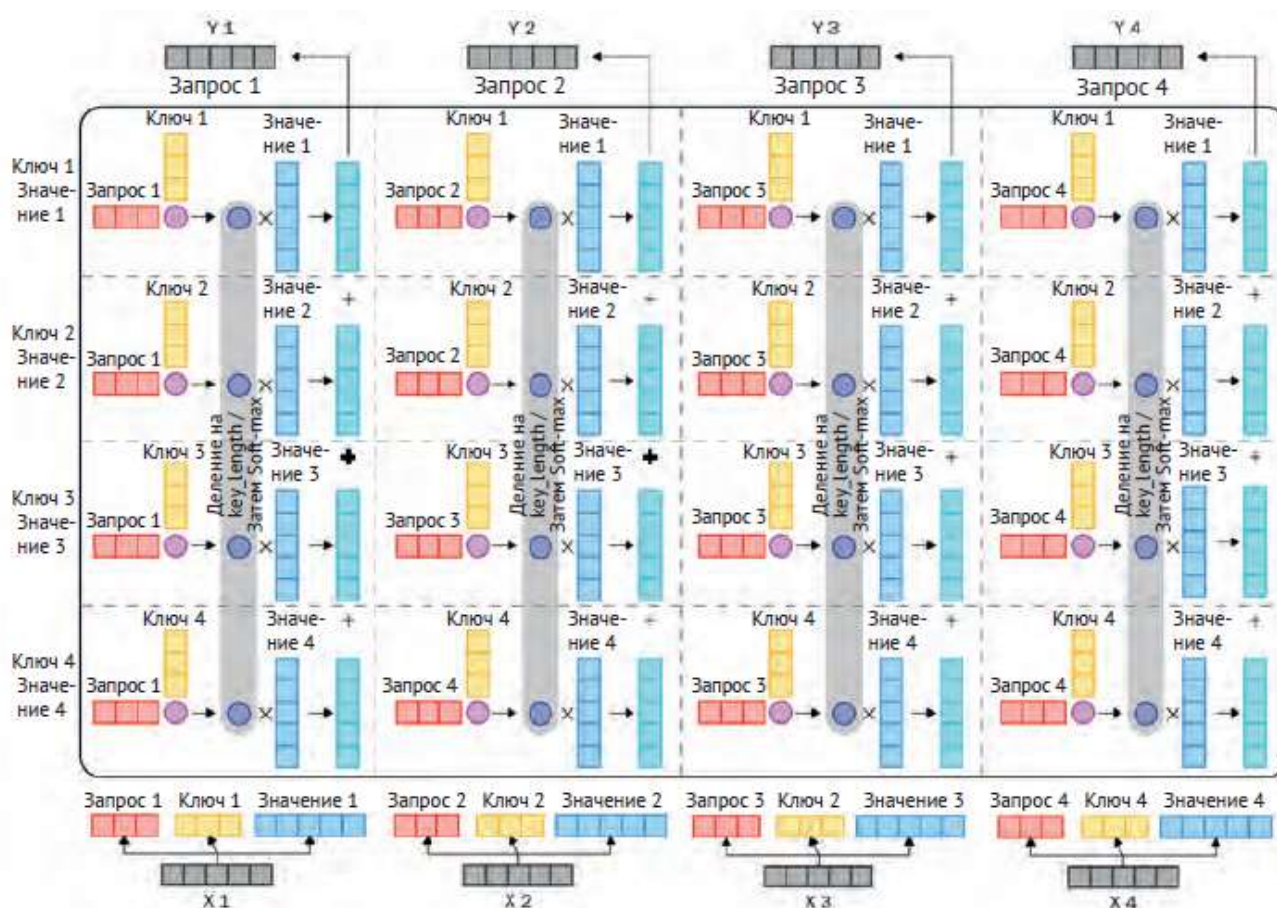 Y 1 Y 2 Y 3 Y 4
Запрос 1 Запрос 2 Запрос 3 Запрос 4
Ключ 1
Значе-
ние 1
Ключ 1
Запрос 1
Значе-
ние 1
Ключ 1
Запрос 2
Значе-
ние 1
Ключ 1
Запрос 3
Значе-
ние 1
Ключ 1
Запрос 4
Значе-
ние 1
Ключ 2
Значе-
ние 2
Ключ 2
Запрос 1
Значе-
ние 2
Ключ 2
Запрос 2
Значе-
ние 2
Ключ 2
Запрос 3
Значе-
ние 2
Ключ 2
Запрос 4
Значе-
ние 2
Деление на
key_length /
Затем Soft-max
Деление на
key_length /
Затем Soft-max
Деление на
key_length /
Затем Soft-max
Деление на
key_length /
Затем Soft-max
Ключ 3
Значе-
ние 3
Ключ 3
Запрос 1
Значе-
ние 3
Ключ 3
Запрос 3
Значе-
ние 3
Ключ 3
Запрос 3
Значе-
ние 3
Ключ 3
Запрос 4
Значе-
ние 3
Ключ 4
Значе-
ние 4
Ключ 4
Запрос 1
Значе-
ние 4
Ключ 4
Запрос 4
Значе-
ние 4
Ключ 4
Запрос 3
Значе-
ние 4
Ключ 4
Запрос 4
Значе-
ние 4
Запрос 1 Ключ 1 Значение 1 Запрос 2 Ключ 2 Значение 2 Запрос 3 Ключ 2 Значение 3 Запрос 4 Ключ 4 Значение 4
X 1 X 2 X 3 X 4